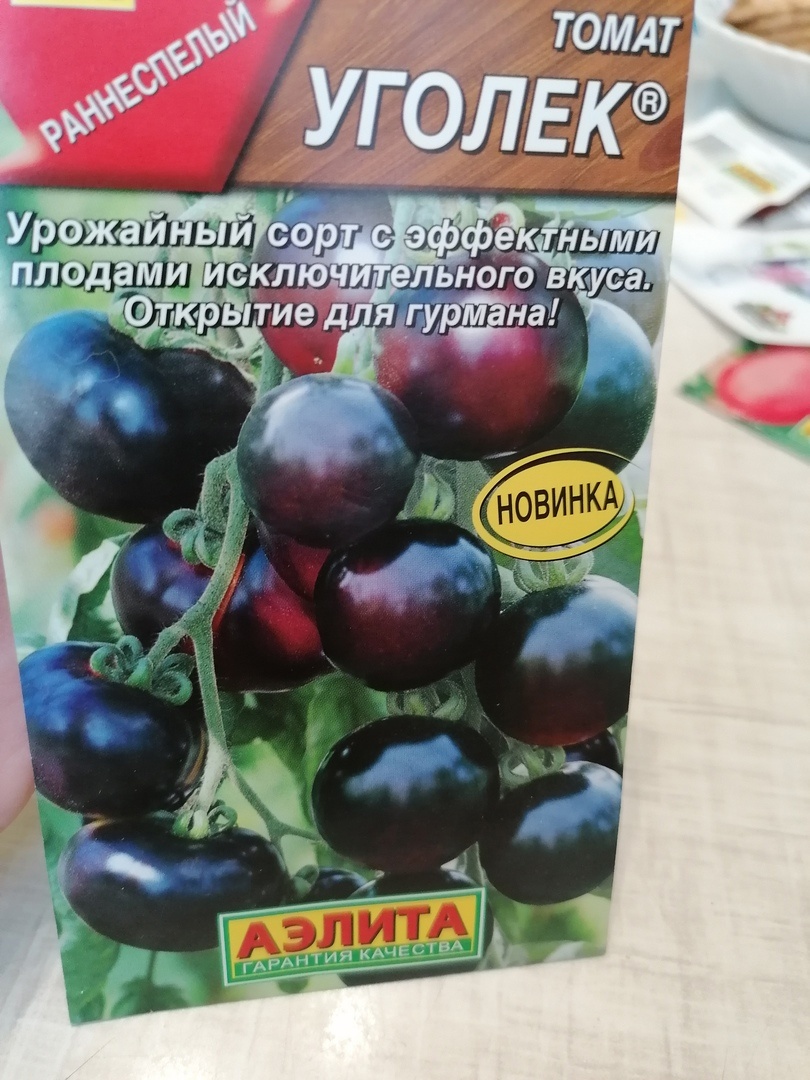 РАННЕСПЕЛЫЙ
ТОМАТ
УГОЛЕК®
Урожайный сорт с эффектными
плодами исключительного вкуса.
Открытие для гурмана!
НОВИНКА
АЭЛИТА
ГАРАНТИЯ КАЧЕСТВА